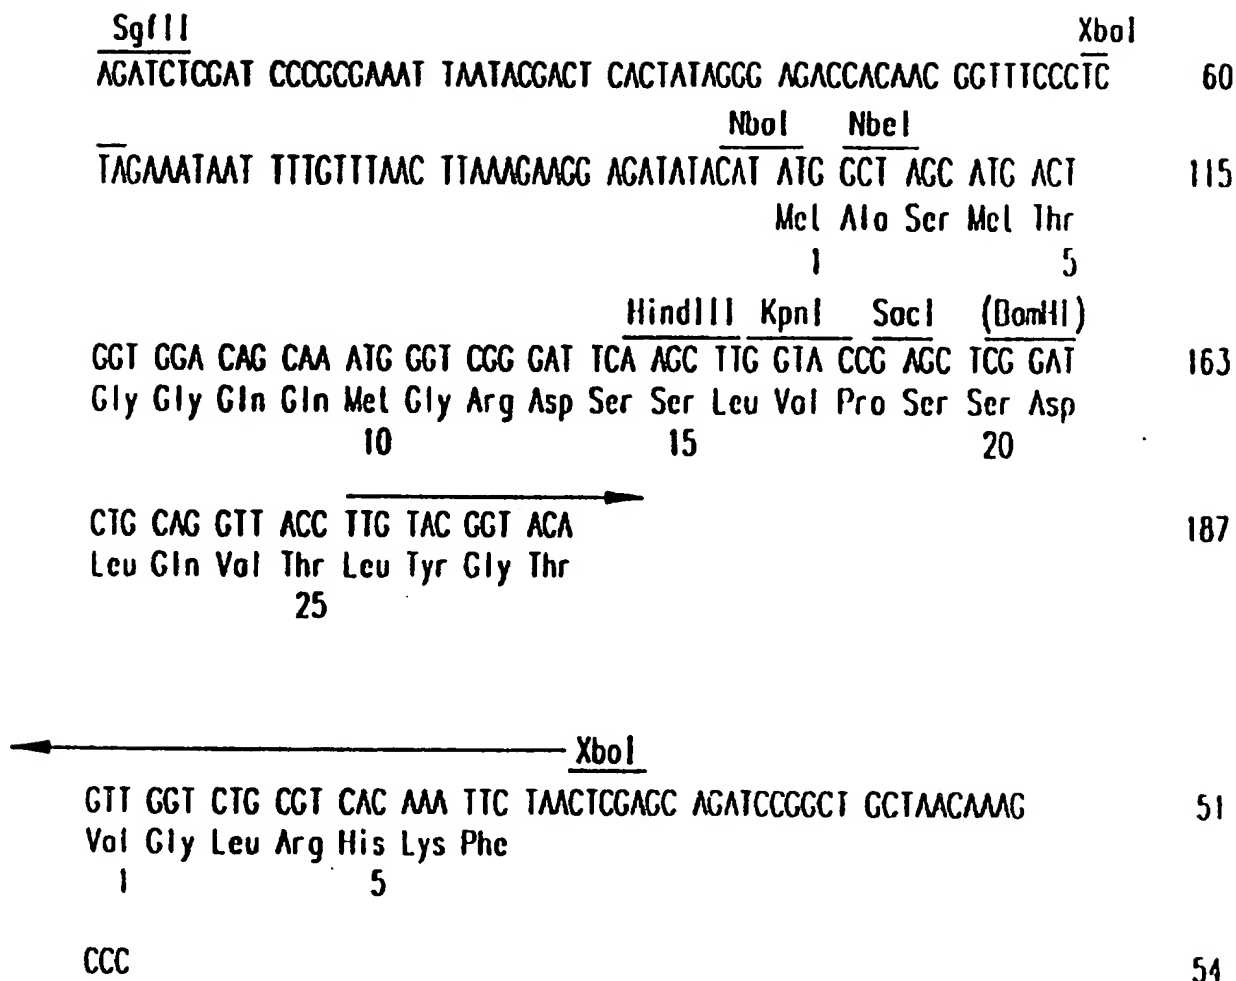 SgfII XbaI
AGATCTCGAT CCCGCGAAAT TAATACGACT CACTATAGGG AGACCACAAC GGTTTCCCTC 60
NbaI NbeI
TAGAAATAAT TTTGTTTAAC TTAAAGAAGG AGATATACAT ATG GCT AGC ATG ACT 115
Met Ala Ser Met Thr
1 5
HindIII KpnI SacI (BamHI)
GGT GGA CAG CAA ATG GGT CGG GAT TCA AGC TTG GTA CCG AGC TCG GAT 163
Gly Gly Gln Gln Met Gly Arg Asp Ser Ser Leu Val Pro Ser Ser Asp
10 15 20
CTG CAG GTT ACC TTG TAC GGT ACA 187
Leu Gln Val Thr Leu Tyr Gly Thr
25
XboI
GTT GGT CTG CGT CAC AAA TTC TAACTCGAGC AGATCCGGCT GCTAACAAAG 51
Val Gly Leu Arg His Lys Phe
1 5
CCC 54